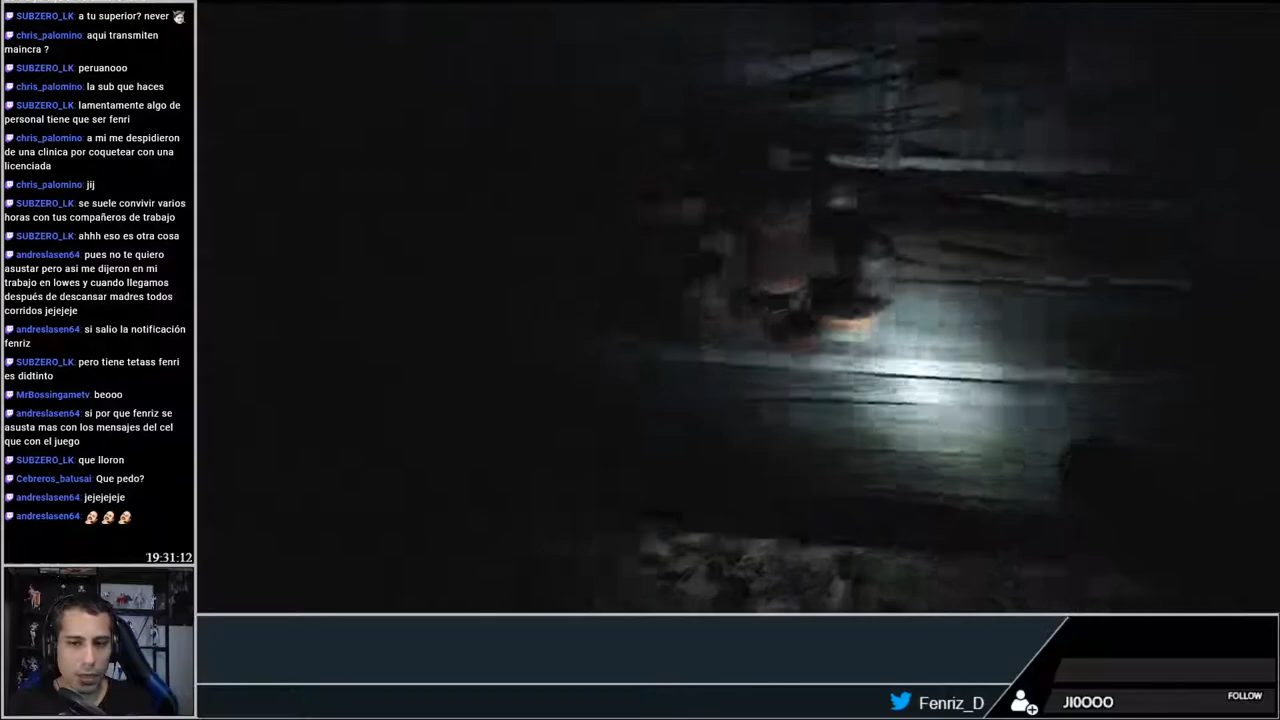 SUBZERO_LK: a tu superior? never
chris_palomino: aqui transmiten
maincra ?
SUBZERO_LK: peruanooo
chris_palomino: la sub que haces
SUBZERO_LK: lamentamente algo de
personal tiene que ser fenri
chris_palomino: a mi me despidieron
de una clinica por coquetear con una
licenciada
chris_palomino: jij
SUBZERO_LK: se suele convivir varios
horas con tus compañeros de trabajo
SUBZERO_LK: ahhh eso es otra cosa
andreslasen64: pues no te quiero
asustar pero asi me dijeron en mi
trabajo en lowes y cuando llegamos
después de descansar madres todos
corridos jejejeje
andreslasen64: si salio la notificación
fenriz
SUBZERO_LK: pero tiene tetass fenri
es didtinto
MrBossingametv: beooo
andreslasen64: si por que fenriz se
asusta mas con los mensajes del cel
que con el juego
SUBZERO_LK: que lloron
Cebreros_batusai: Que pedo?
andreslasen64: jejejejeje
andreslasen64:
19:31:12
Fenriz_D
JI0OOO
FOLLOW